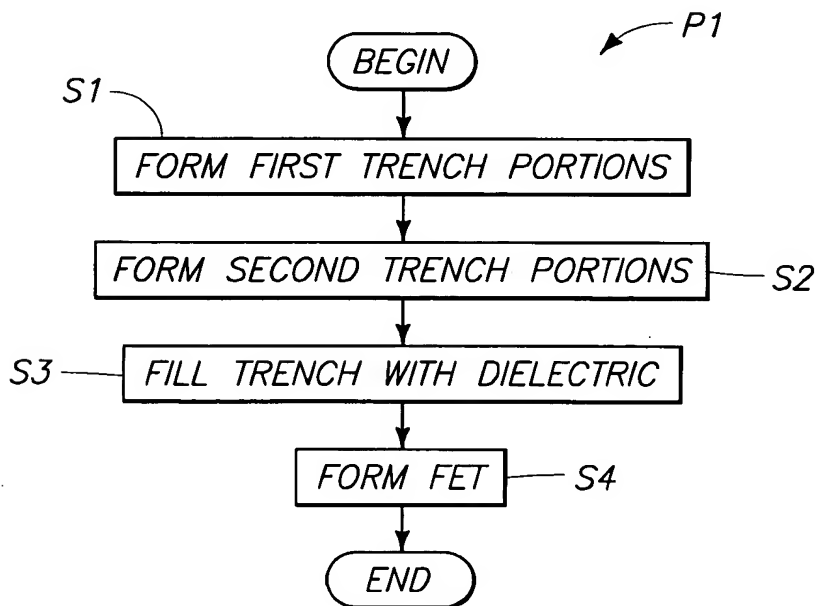 P1
BEGIN
S1
FORM FIRST TRENCH PORTIONS
FORM SECOND TRENCH PORTIONS
S2
S3
FILL TRENCH WITH DIELECTRIC
FORM FET
S4
END